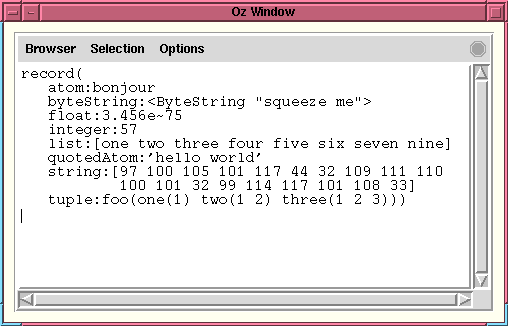 Oz Window
Browser Selection Options
record(
   atom:bonjour
   byteString:<ByteString "squeeze me">
   float:3.456e~75
   integer:57
   list:[one two three four five six seven nine]
   quotedAtom:'hello world'
   string:[97 100 105 101 117 44 32 109 111 110
           100 101 32 99 114 117 101 108 33]
   tuple:foo(one(1) two(1 2) three(1 2 3)))